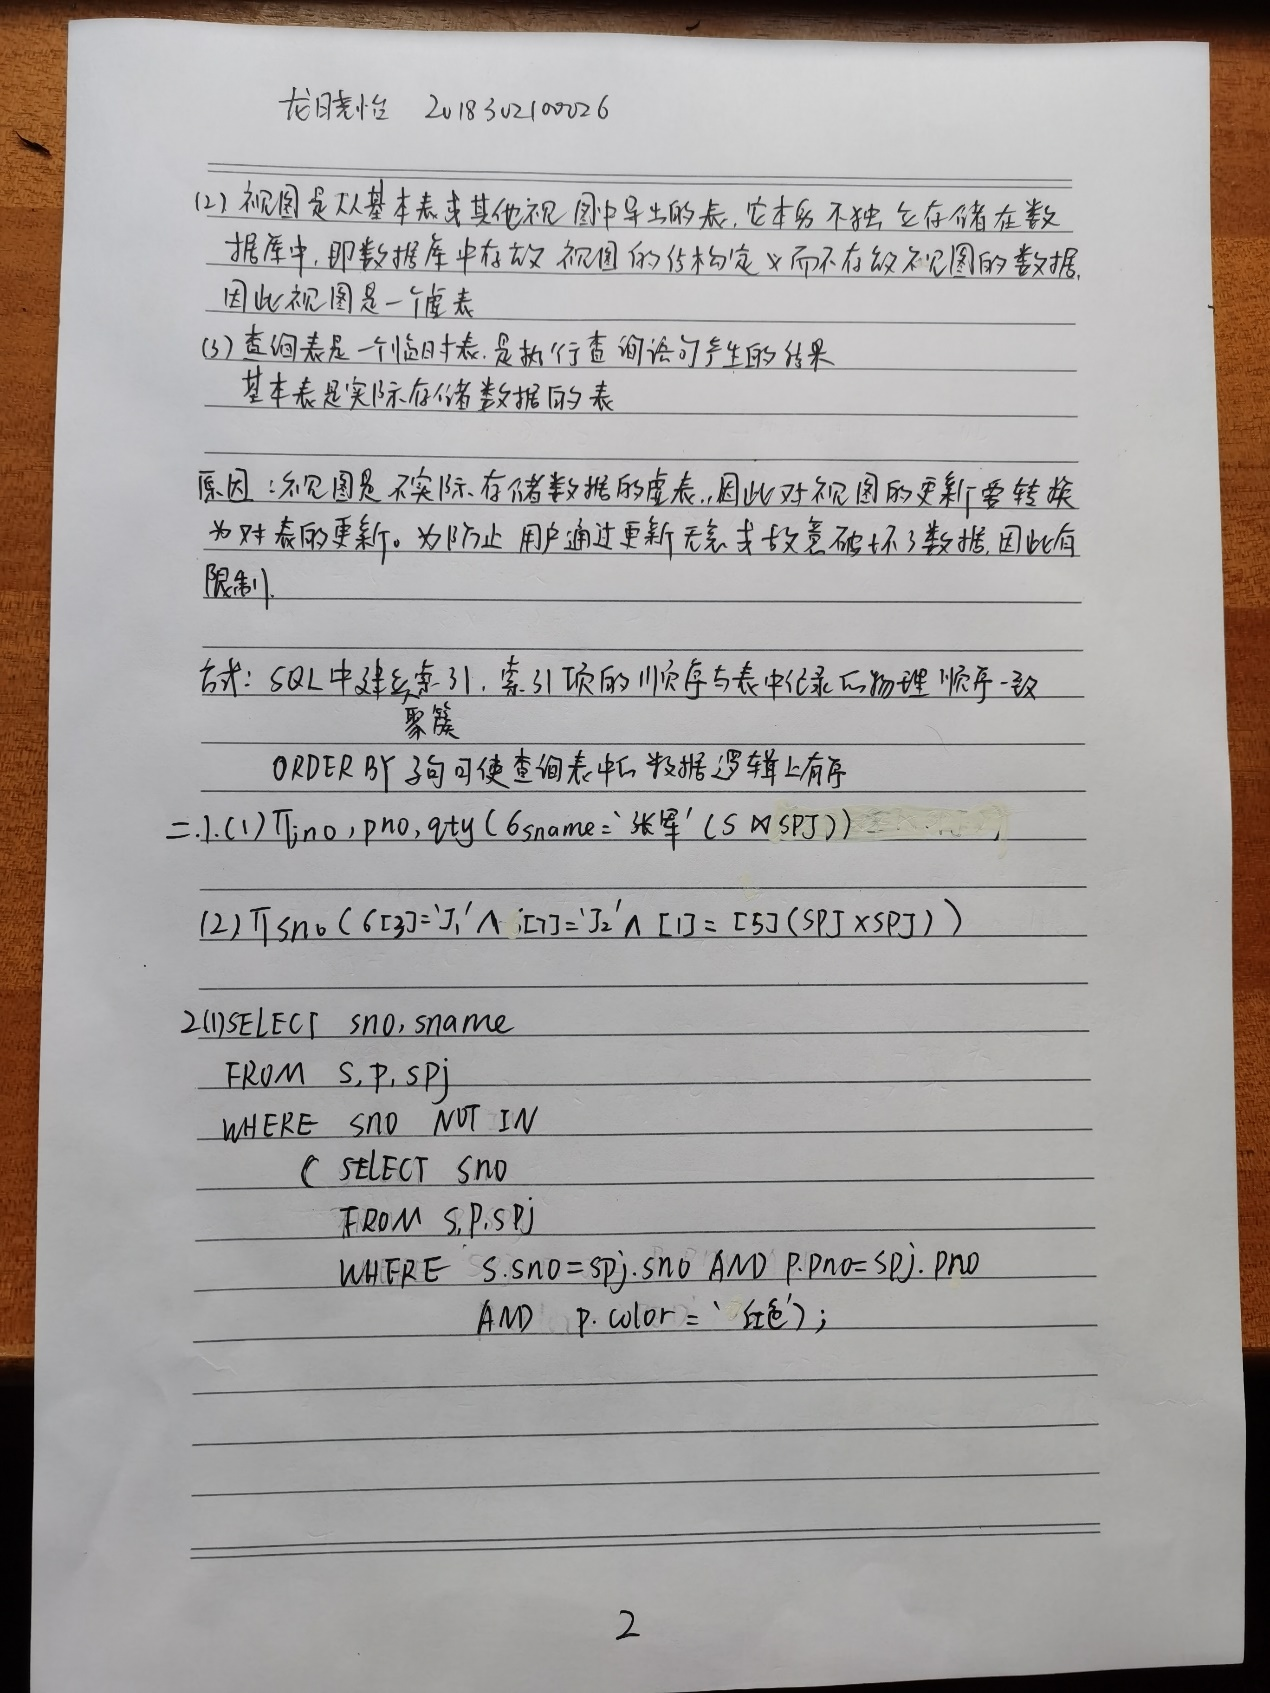 龙晓怡 2018302100026
(2) 视图是从基本表或其他视图中导出的表,它本身不独立存储在数
据库中,即数据库中存放视图的结构定义而不存放视图的数据,
因此视图是一个虚表
(3) 查询表是一个临时表,是执行查询语句产生的结果
基本表是实际存储数据的表
原因:视图是不实际存储数据的虚表,因此对视图的更新要转换
为对表的更新。为防止用户通过更新无意或故意破坏了数据,因此有
限制.
方式: SQL中建立聚簇索引,索引项的顺序与表中记录的物理顺序一致
ORDER BY 子句可使查询表中的数据逻辑上有序
二.1.(1) πjno,pno,qty(σsname='张军'(S⋈SPJ))
(2) πsno(σ[3]='J1'∧[7]='J2'∧[1]=[5](SPJ×SPJ))
2(1)SELECT sno,sname
FROM s,p,spj
WHERE sno NOT IN
( SELECT sno
FROM s,p,spj
WHERE s.sno=spj.sno AND p.pno=spj.pno
AND p.color='红色');
2